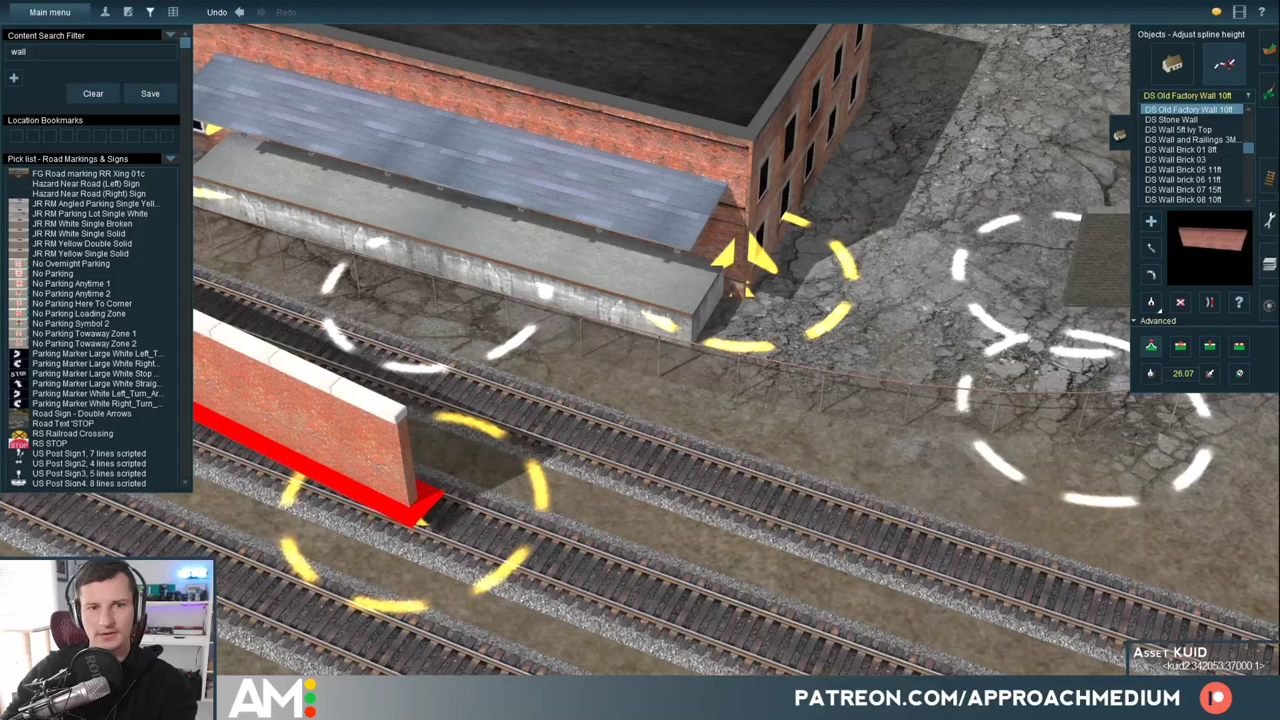 Main menu
Undo
Redo
?
Content Search Filter
wall
Clear
Save
Location Bookmarks
Pick list - Road Markings & Signs
FG Road marking RR Xing 01c
Hazard Near Road (Left) Sign
Hazard Near Road (Right) Sign
JR RM Angled Parking Single Yell...
JR RM Parking Lot Single White
JR RM White Single Broken
JR RM White Single Solid
JR RM Yellow Double Solid
JR RM Yellow Single Solid
No Overnight Parking
No Parking
No Parking Anytime 1
No Parking Anytime 2
No Parking Here To Corner
No Parking Loading Zone
No Parking Symbol 2
No Parking Towaway Zone 1
No Parking Towaway Zone 2
Parking Marker Large White Left_T...
Parking Marker Large White Right...
Parking Marker Large White Stop ...
Parking Marker Large White Straig...
Parking Marker White Left_Turn_Ar...
Parking Marker White Right_Turn_...
Road Sign - Double Arrows
Road Text 'STOP'
RS Railroad Crossing
RS STOP
US Post Sign1, 7 lines scripted
US Post Sign2, 4 lines scripted
US Post Sign3, 5 lines scripted
US Post Sign4, 8 lines scripted
Objects - Adjust spline height
DS Old Factory Wall 10ft
DS Old Factory Wall 10ft
DS Stone Wall
DS Wall 5ft Ivy Top
DS Wall and Railings 3M...
DS Wall Brick 01 8ft
DS Wall Brick 03
DS Wall Brick 05 11ft
DS Wall Brick 06 11ft
DS Wall Brick 07 15ft
DS Wall Brick 08 10ft
?
Advanced
26.07
Asset KUID
<kuid2:342053:37000:1>
AM
PATREON.COM/APPROACHMEDIUM